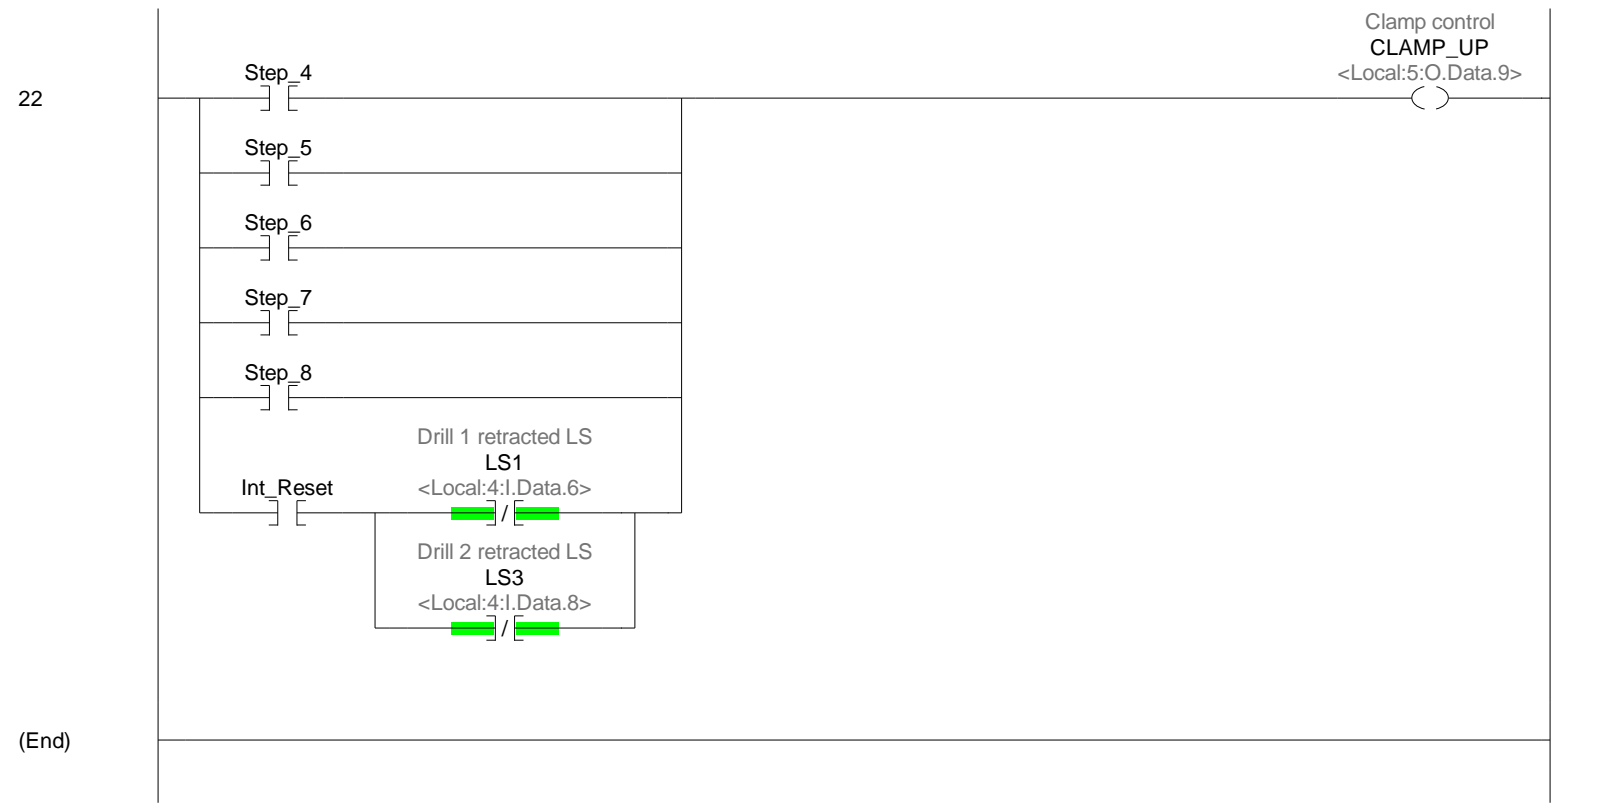 Clamp control
CLAMP_UP
<Local:5:O.Data.9>
22
Step_4
Step_5
Step_6
Step_7
Step_8
Drill 1 retracted LS
LS1
<Local:4:I.Data.6>
Int_Reset
/
Drill 2 retracted LS
LS3
<Local:4:I.Data.8>
/
(End)